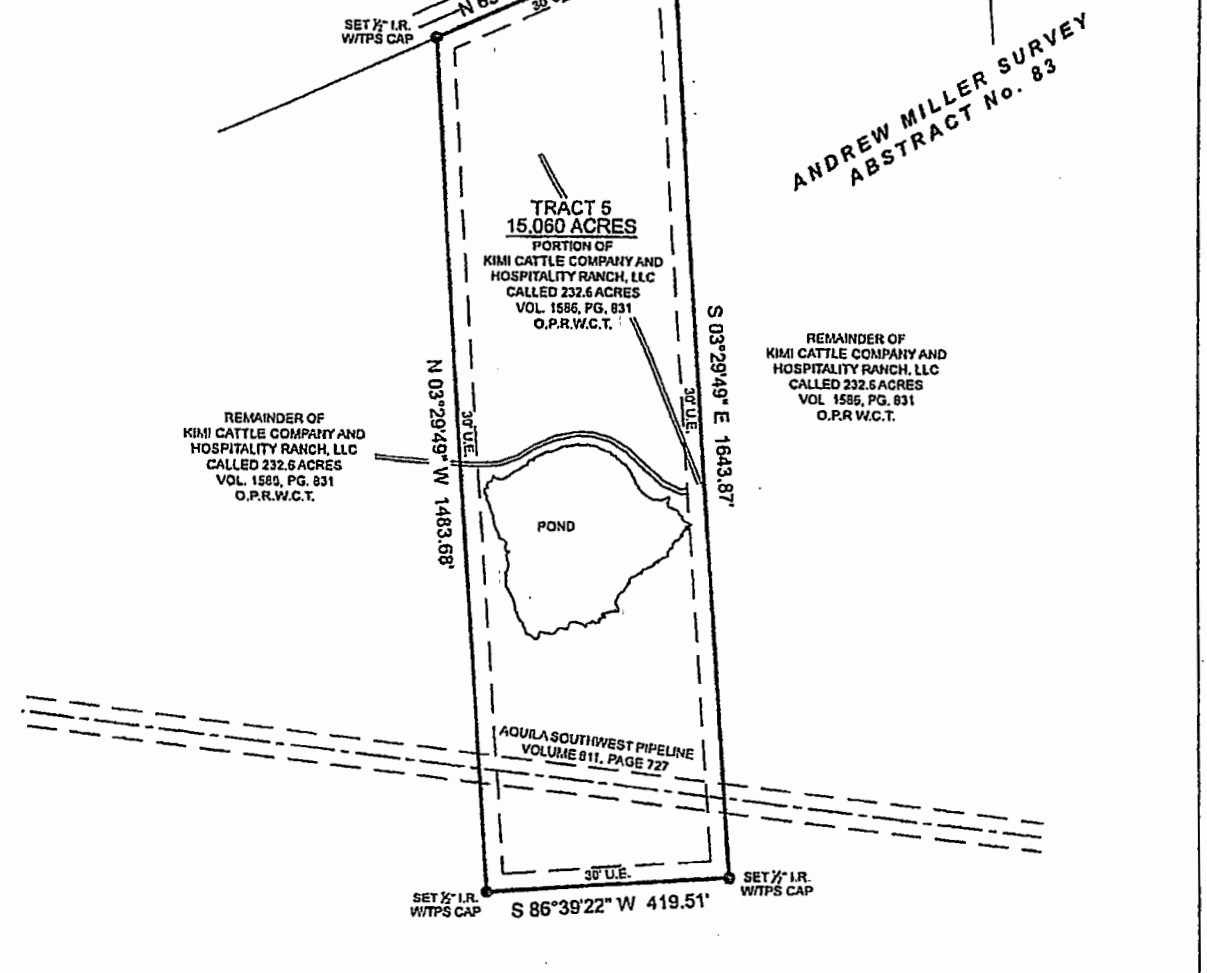 SET ½" I.R.
W/TPS CAP
30'
ANDREW MILLER SURVEY
ABSTRACT No. 83
TRACT 5
15.060 ACRES
PORTION OF
KIMI CATTLE COMPANY AND
HOSPITALITY RANCH, LLC
CALLED 232.6 ACRES
VOL. 1586, PG. 831
O.P.R.W.C.T.
S 03°29'49" E 1643.87'
30' U.E.
REMAINDER OF
KIMI CATTLE COMPANY AND
HOSPITALITY RANCH, LLC
CALLED 232.6 ACRES
VOL 1586, PG. 831
O.P.R W.C.T.
N 03°29'49" W 1483.68'
30' U.E.
REMAINDER OF
KIMI CATTLE COMPANY AND
HOSPITALITY RANCH, LLC
CALLED 232.6 ACRES
VOL. 1586, PG. 831
O.P.R.W.C.T.
POND
AQUILA SOUTHWEST PIPELINE
VOLUME 811, PAGE 727
30' U.E.
SET ½" I.R.
W/TPS CAP
SET ½" I.R.
W/TPS CAP
S 86°39'22" W 419.51'